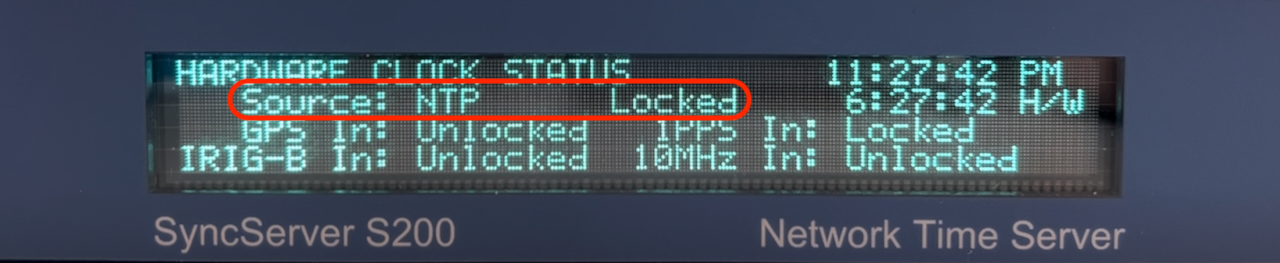 HARDWARE CLOCK STATUS 11:27:42 PM
Source: NTP Locked 6:27:42 H/W
GPS In: Unlocked 1PPS In: Locked
IRIG-B In: Unlocked 10MHz In: Unlocked
SyncServer S200 Network Time Server